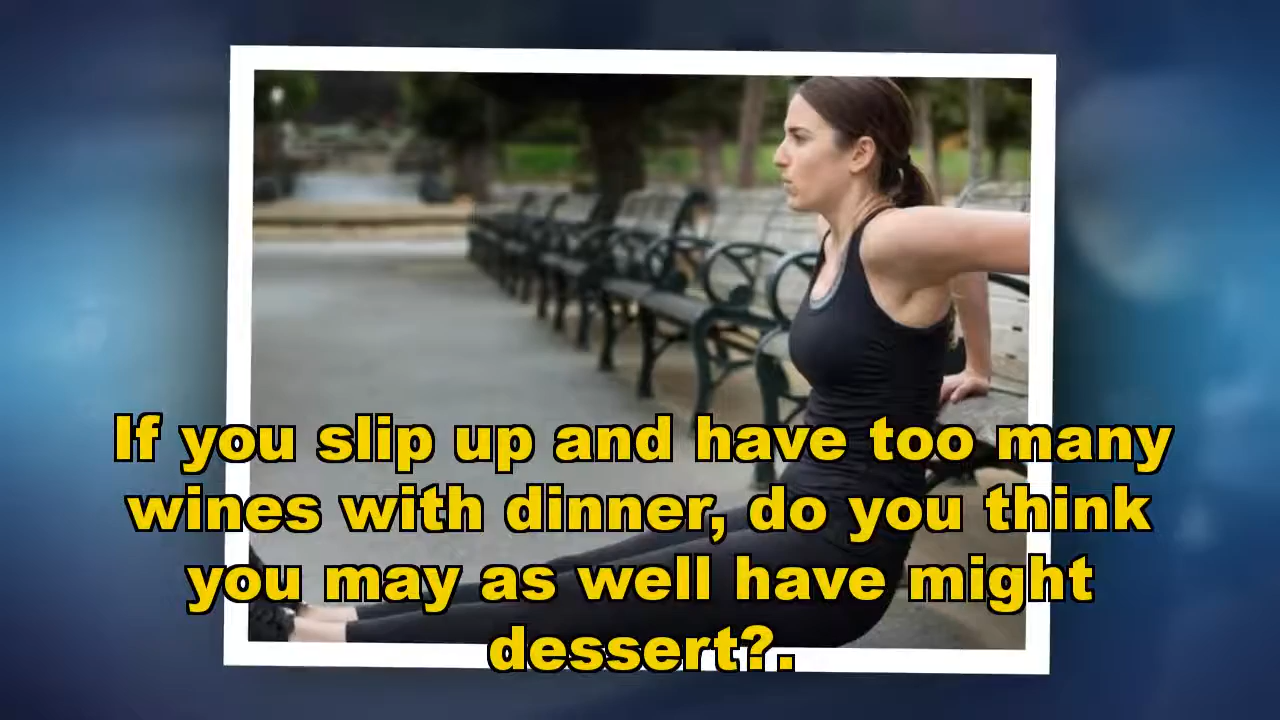 If you slip up and have too many
wines with dinner, do you think
you may as well have might
dessert?.